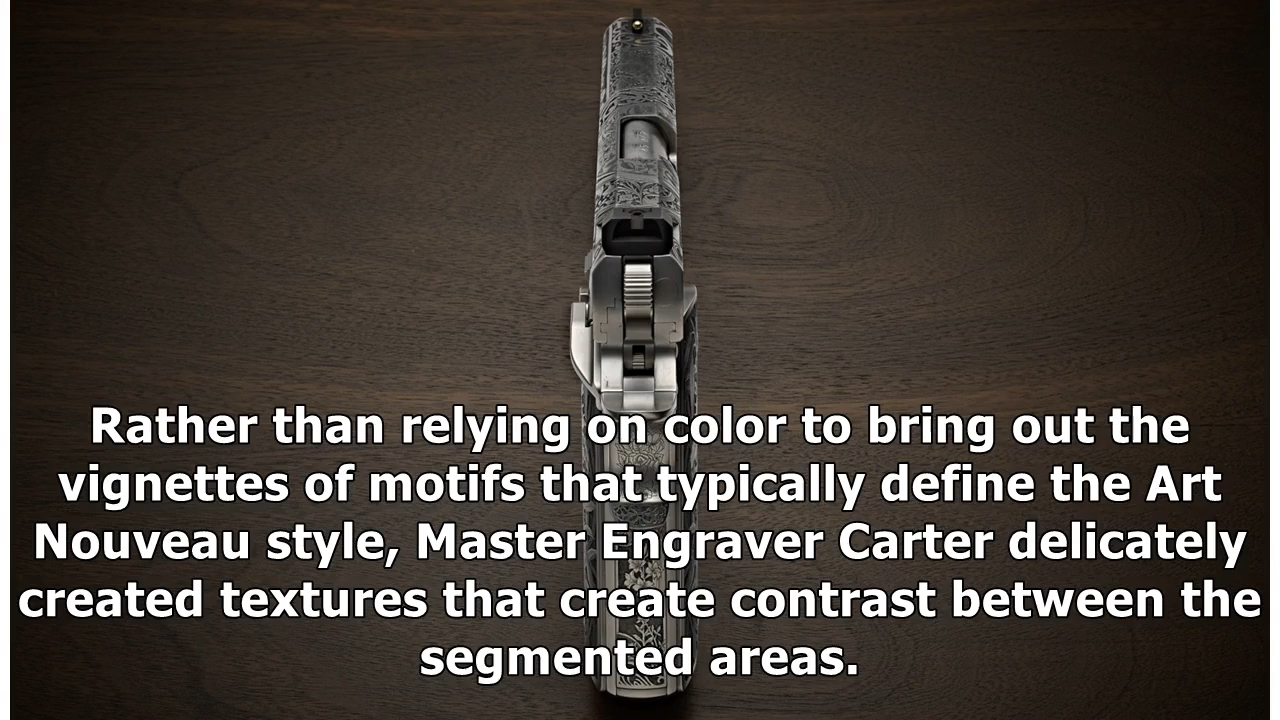 Rather than relying on color to bring out the
vignettes of motifs that typically define the Art
Nouveau style, Master Engraver Carter delicately
created textures that create contrast between the
segmented areas.